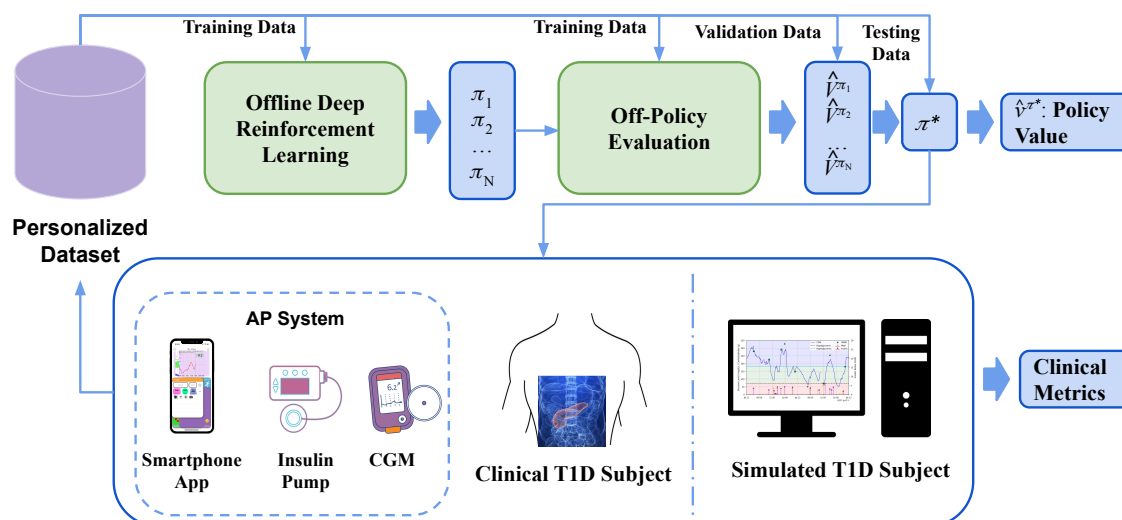 Training Data
Training Data
Validation Data
Testing
Data
Offline Deep
Reinforcement
Learning
π1
π2
...
πN
Off-Policy
Evaluation
V̂π1
V̂π2
...
V̂πN
π*
v̂π*: Policy
Value
Personalized
Dataset
AP System
6.2
Smartphone
App
Insulin
Pump
CGM
Clinical T1D Subject
Simulated T1D Subject
Clinical
Metrics